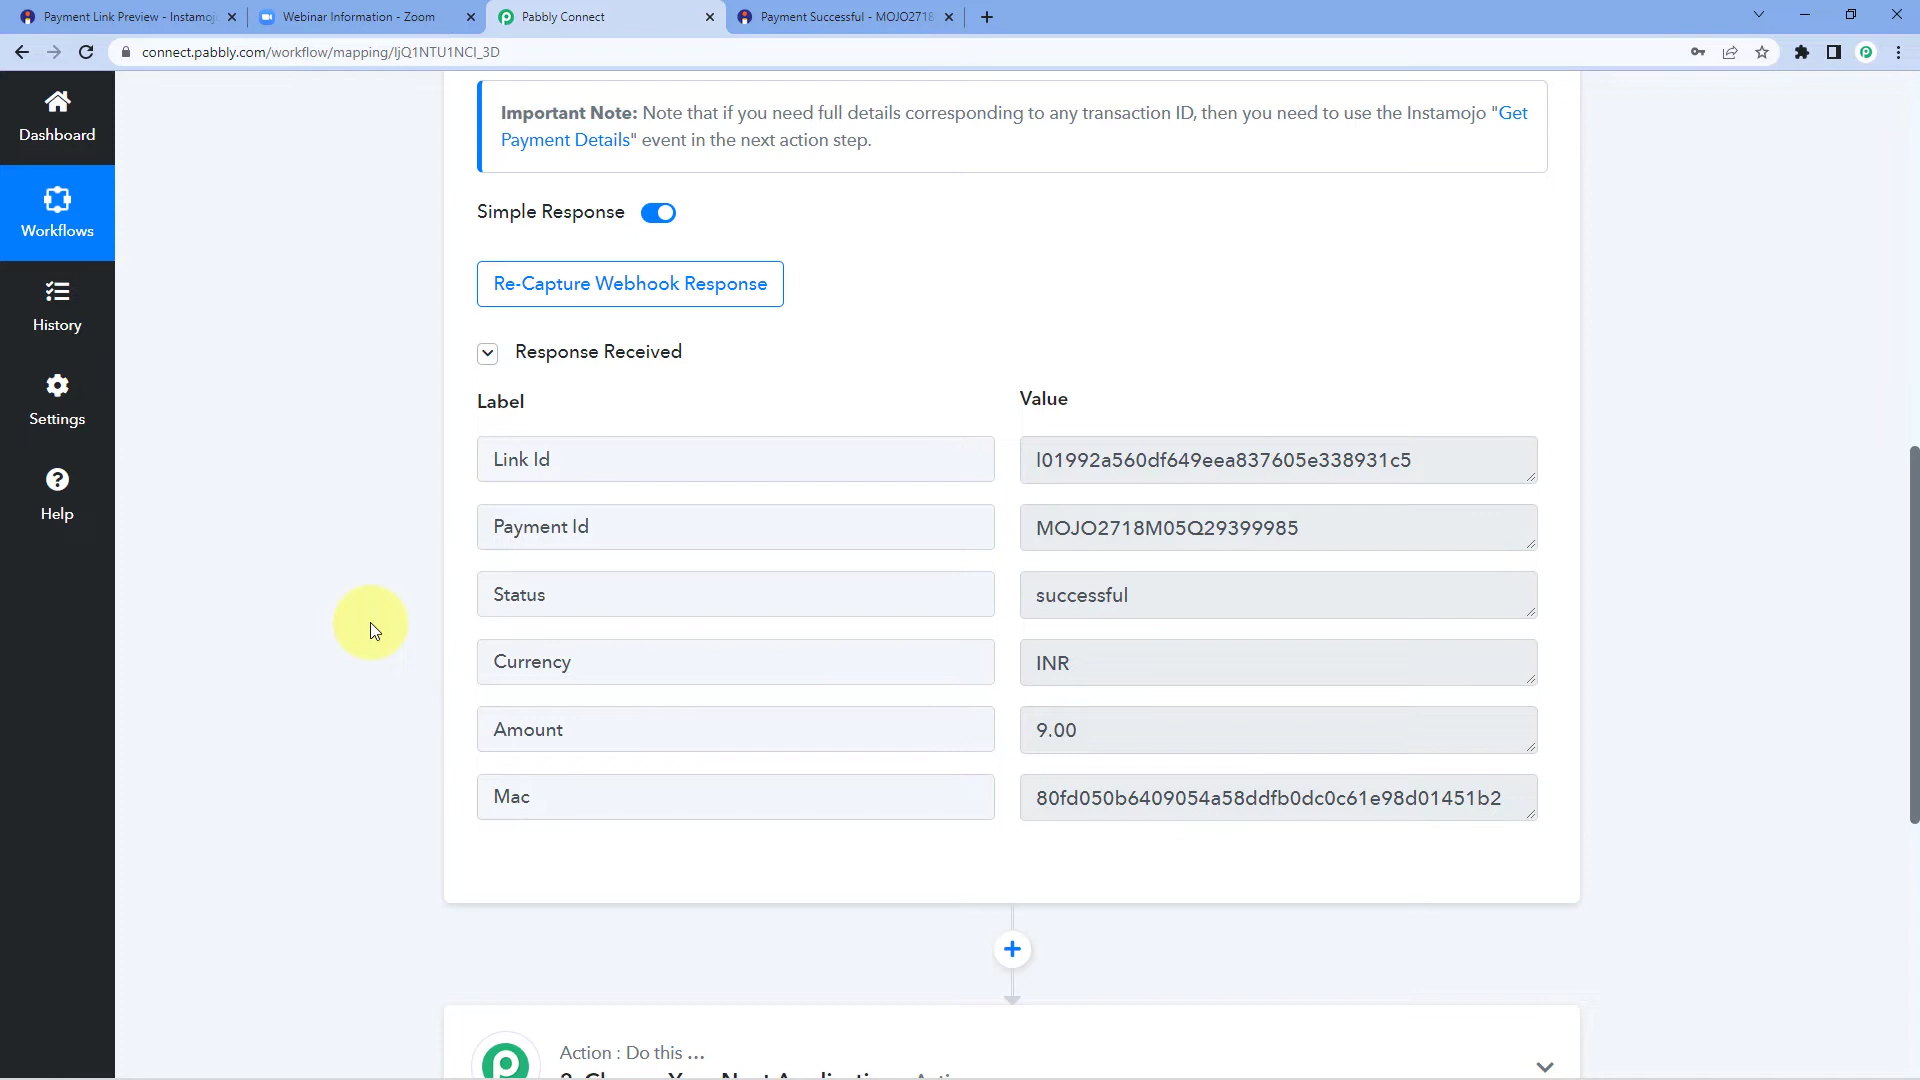 Payment Link Preview - Instamojo
Webinar Information - Zoom
Pabbly Connect
Payment Successful - MOJO2718
connect.pabbly.com/workflow/mapping/IjQ1NTU1NCI_3D
Dashboard
Workflows
History
Settings
Help
Important Note: Note that if you need full details corresponding to any transaction ID, then you need to use the Instamojo "Get
Payment Details" event in the next action step.
Simple Response
Re-Capture Webhook Response
Response Received
Label
Value
Link Id
l01992a560df649eea837605e338931c5
Payment Id
MOJO2718M05Q29399985
Status
successful
Currency
INR
Amount
9.00
Mac
80fd050b6409054a58ddfb0dc0c61e98d01451b2
Action : Do this ...